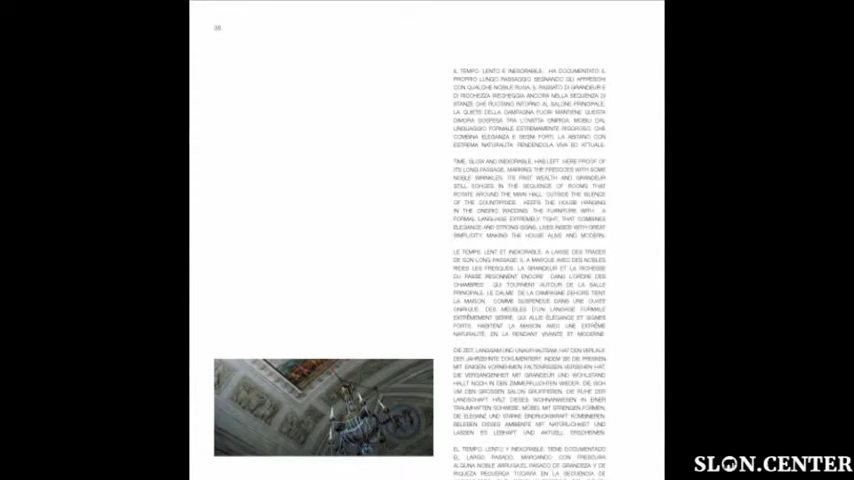 IL TEMPO, LENTO E INESORABILE, HA DOCUMENTATO IL
PROPRIO LUNGO PASSAGGIO SEGNANDO GLI AFFRESCHI
CON QUALCHE NOBILE RUGA. IL PASSATO DI GRANDEUR E
DI RICCHEZZA RIECHEGGIA ANCORA NELLA SEQUENZA DI
STANZE CHE RUOTANO INTORNO AL SALONE PRINCIPALE.
LA QUIETE DELLA CAMPAGNA FUORI MANTIENE QUESTA
DIMORA SOSPESA TRA L'OVATTA ONIRICA. MOBILI DAL
LINGUAGGIO FORMALE ESTREMAMENTE RIGOROSO, CHE
COMBINA ELEGANZA E SEGNI FORTI, LA ABITANO CON
ESTREMA NATURALITÀ RENDENDOLA VIVA ED ATTUALE.
TIME, SLOW AND INEXORABLE, HAS LEFT HERE PROOF OF
ITS LONG PASSAGE, MARKING THE FRESCOES WITH SOME
NOBLE WRINKLES. ITS PAST WEALTH AND GRANDEUR
STILL ECHOES IN THE SEQUENCE OF ROOMS THAT
ROTATE AROUND THE MAIN HALL. OUTSIDE THE SILENCE
OF THE COUNTRYSIDE KEEPS THE HOUSE HANGING
IN THE ONEIRIC WADDING. THE FURNITURE WITH A
FORMAL LANGUAGE EXTREMELY TIGHT, THAT COMBINES
ELEGANCE AND STRONG SIGNS, LIVES INSIDE WITH GREAT
SIMPLICITY, MAKING THE HOUSE ALIVE AND MODERN.
LE TEMPS, LENT ET INEXORABLE, A LAISSÉ DES TRACES
DE SON LONG PASSAGE: IL A MARQUÉ AVEC DES NOBLES
RIDES LES FRESQUES. LA GRANDEUR ET LA RICHESSE
DU PASSÉ RÉSONNENT ENCORE DANS L'ORDRE DES
CHAMBRES QUI TOURNENT AUTOUR DE LA SALLE
PRINCIPALE. LE CALME DE LA CAMPAGNE DEHORS TIENT
LA MAISON COMME SUSPENDUE DANS UNE OUATE
ONIRIQUE. DES MEUBLES D'UN LANGAGE FORMALE
EXTRÊMEMENT SERRÉ, QUI ALLIE ÉLÉGANCE ET SIGNES
FORTS, HABITENT LA MAISON AVEC UNE EXTRÊME
NATURALITÉ, EN LA RENDANT VIVANTE ET MODERNE.
DIE ZEIT, LANGSAM UND UNAUFHALTSAM, HAT DEN VERLAUF
DER JAHRZEHNTE DOKUMENTIERT, INDEM SIE DIE FRESKEN
MIT EINIGEN VORNEHMEN FALTENRISSEN VERSEHEN HAT.
DIE VERGANGENHEIT MIT GRANDEUR UND WOHLSTAND
HALLT NOCH IN DEN ZIMMERFLUCHTEN WIEDER, DIE SICH
UM DEN GROSSEN SALON GRUPPIEREN. DIE RUHE DER
LANDSCHAFT HÄLT DIESES WOHNANWESEN IN EINER
TRAUMHAFTEN SCHWEBE. MÖBEL MIT STRENGEN FORMEN,
DIE ELEGANZ UND STARKE EINDRUCKSKRAFT KOMBINIEREN,
BELEBEN DIESES AMBIENTE MIT NATÜRLICHKEIT UND
LASSEN ES LEBHAFT UND AKTUELL ERSCHEINEN.
EL TIEMPO, LENTO Y INEXORABLE, TIENE DOCUMENTADO
EL LARGO PASADO, MARCANDO CON FRESCURA
ALGUNA NOBLE ARRUGA. EL PASADO DE GRANDEZA Y DE
RIQUEZA RECUERDA TODAVÍA EN LA SECUENCIA DE
SLON.CENTER